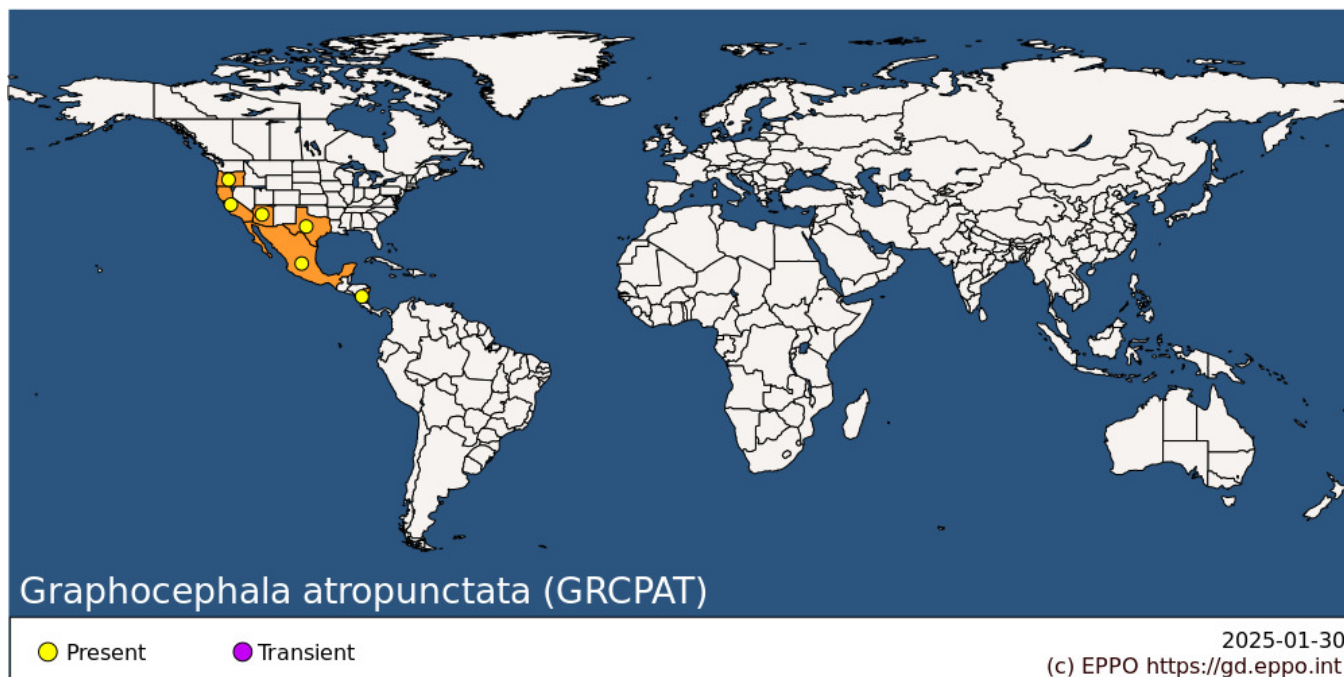 Graphocephala atropunctata (GRCPAT)
Present
Transient
2025-01-30
(c) EPPO https://gd.eppo.int